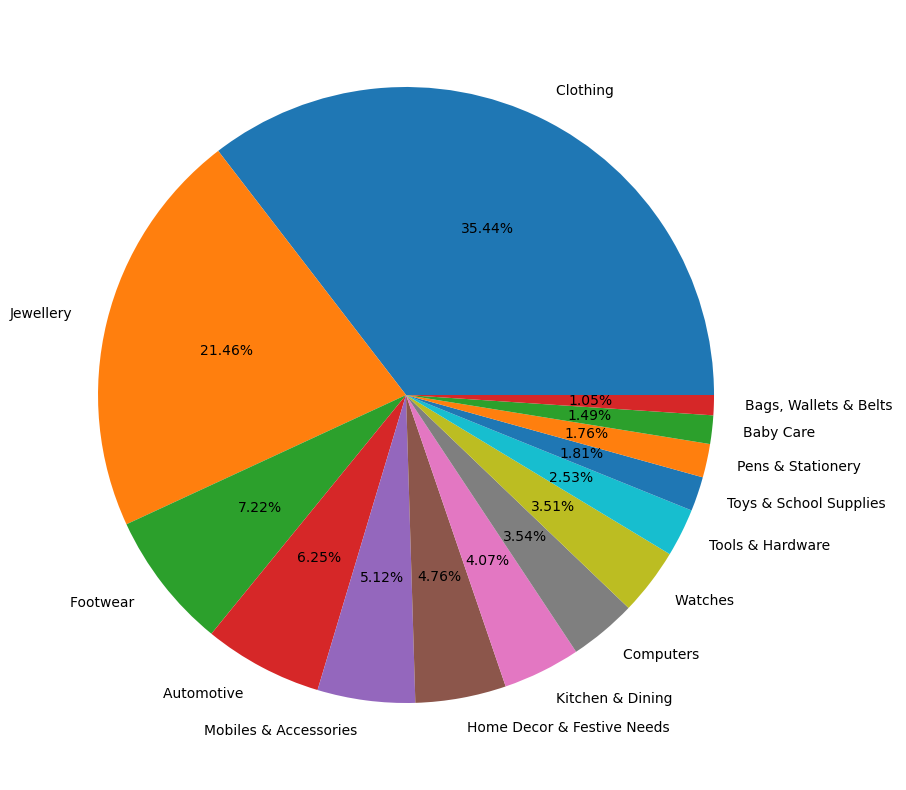 Clothing
35.44%
Jewellery
21.46%
Footwear
7.22%
Automotive
6.25%
Mobiles & Accessories
5.12%
Home Decor & Festive Needs
4.76%
Kitchen & Dining
4.07%
Computers
3.54%
Watches
3.51%
Tools & Hardware
2.53%
Toys & School Supplies
1.81%
Pens & Stationery
1.76%
Baby Care
1.49%
Bags, Wallets & Belts
1.05%